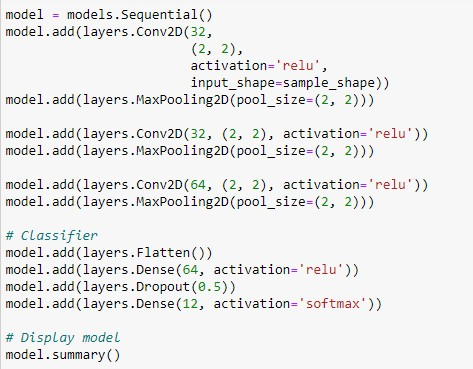 model = models.Sequential()
model.add(layers.Conv2D(32,
                        (2, 2),
                        activation='relu',
                        input_shape=sample_shape))
model.add(layers.MaxPooling2D(pool_size=(2, 2)))

model.add(layers.Conv2D(32, (2, 2), activation='relu'))
model.add(layers.MaxPooling2D(pool_size=(2, 2)))

model.add(layers.Conv2D(64, (2, 2), activation='relu'))
model.add(layers.MaxPooling2D(pool_size=(2, 2)))

# Classifier
model.add(layers.Flatten())
model.add(layers.Dense(64, activation='relu'))
model.add(layers.Dropout(0.5))
model.add(layers.Dense(12, activation='softmax'))

# Display model
model.summary()